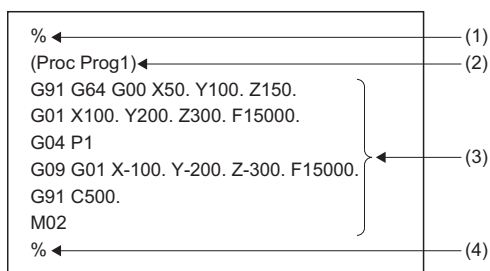 % (1)
(Proc Prog1) (2)
G91 G64 G00 X50. Y100. Z150.
G01 X100. Y200. Z300. F15000.
G04 P1
(3)
G09 G01 X-100. Y-200. Z-300. F15000.
G91 C500.
M02
% (4)